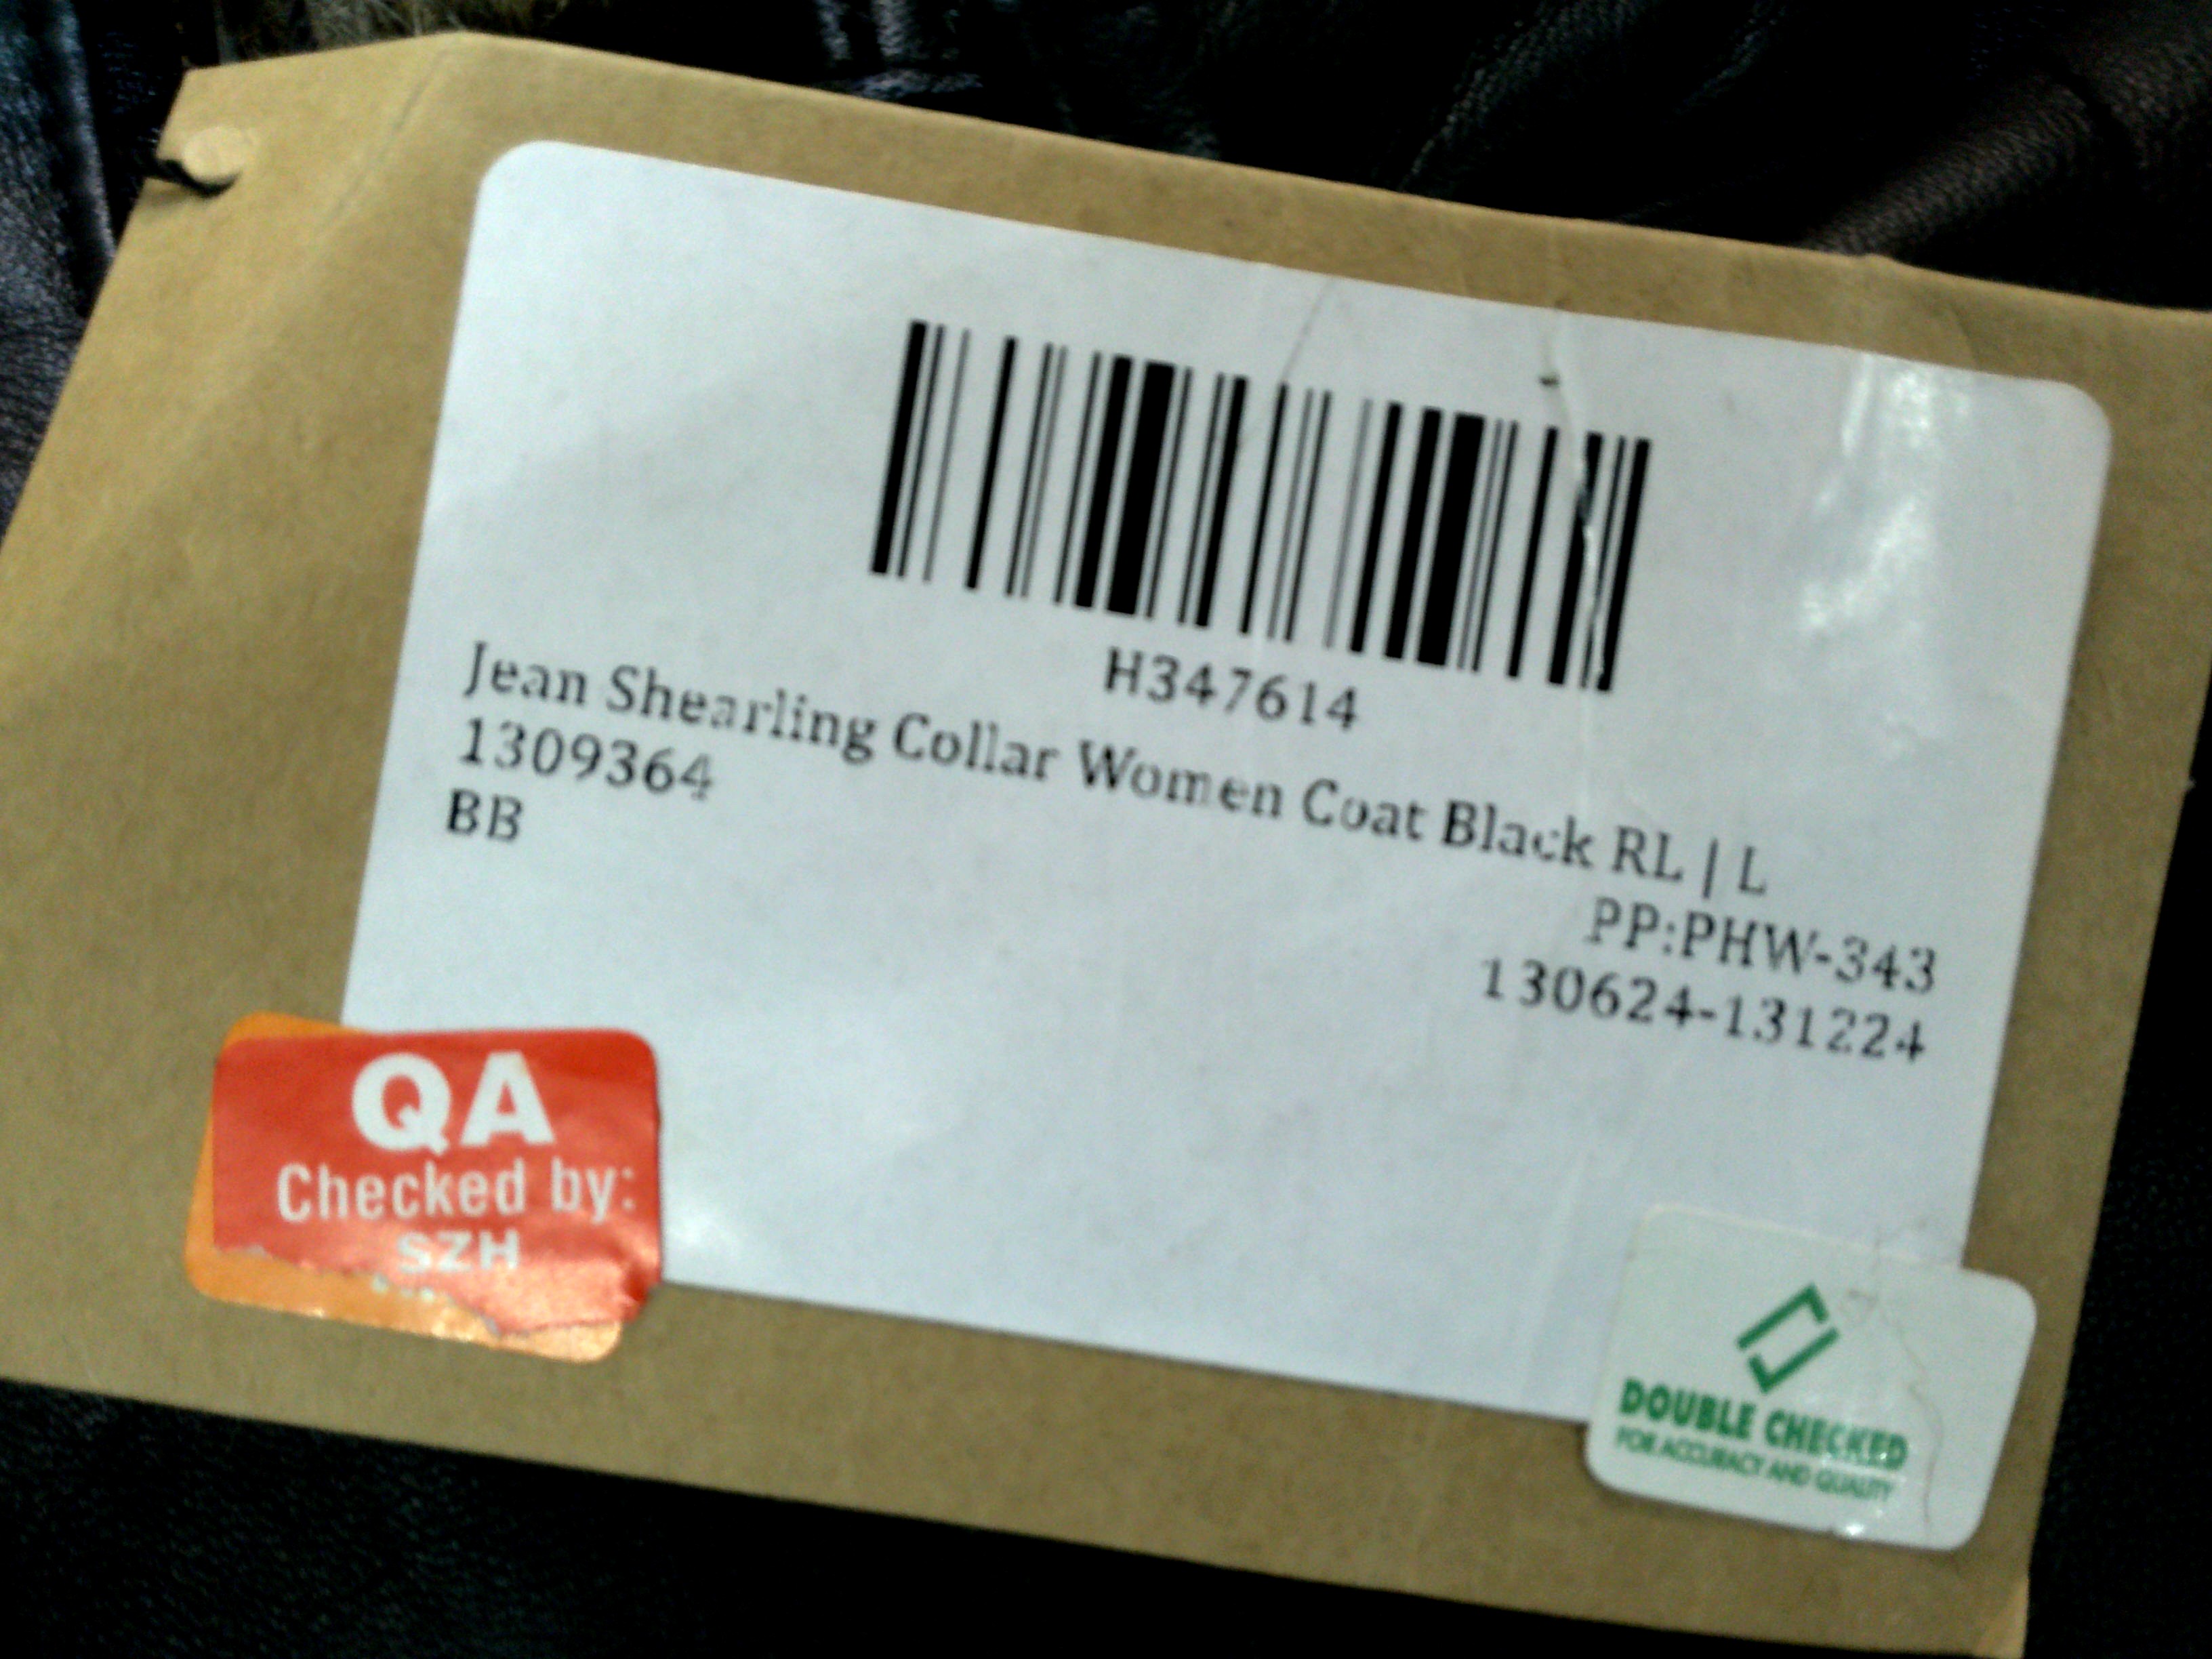 H347614
Jean Shearling Collar Women Coat Black RL | L
1309364
BB
PP:PHW-343
130624-131224
QA
Checked by:
SZH
DOUBLE CHECKED
FOR ACCURACY AND QUALITY